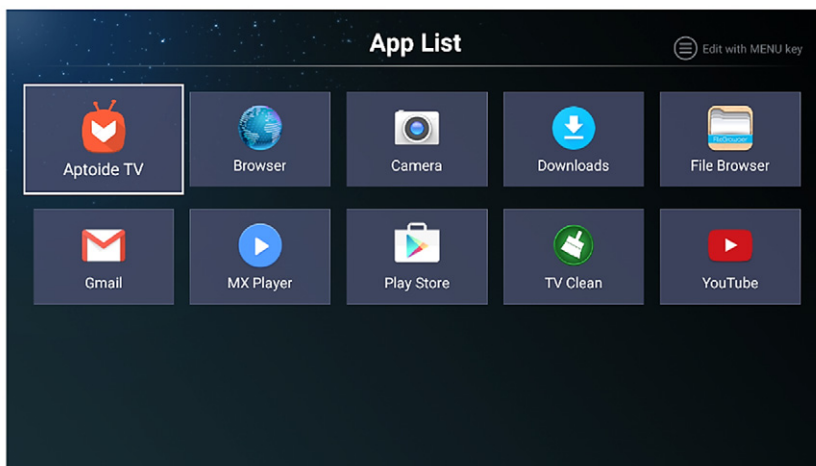 App List
Edit with MENU key
Aptoide TV
Browser
Camera
Downloads
FileBrowser
File Browser
Gmail
MX Player
Play Store
TV Clean
YouTube